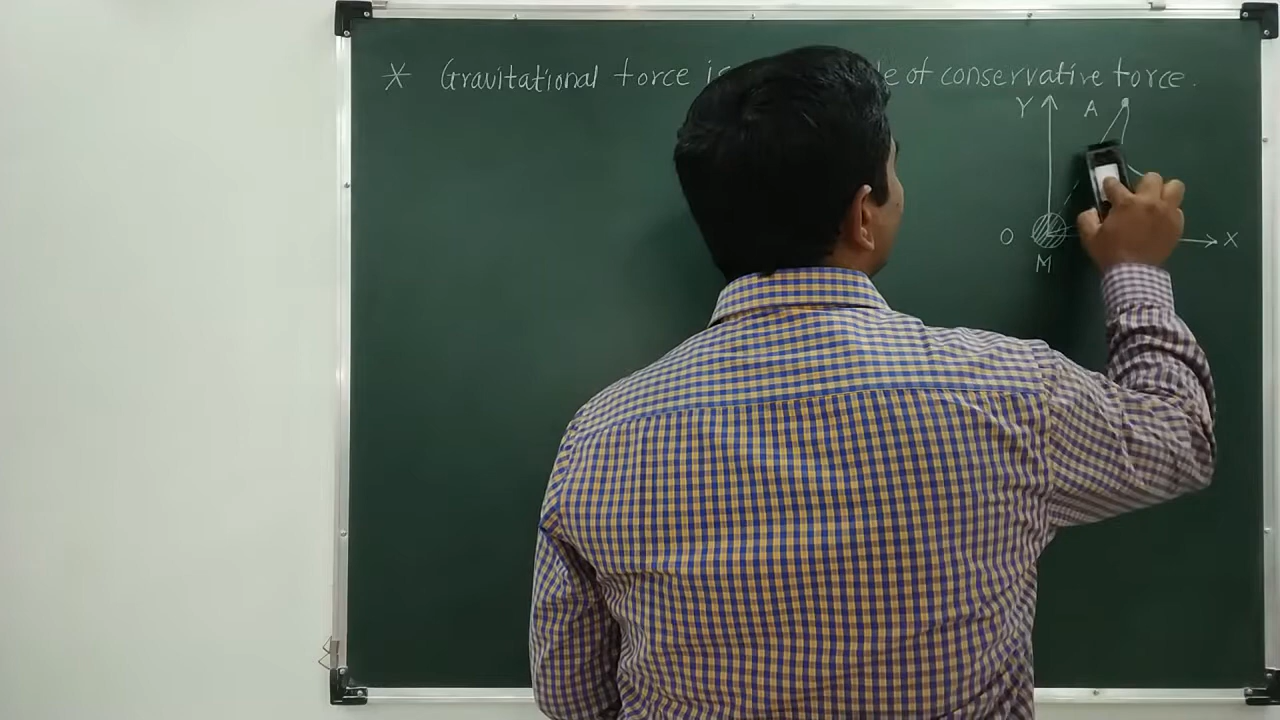 * Gravitational force is le of conservative force.
Y A
O X
M